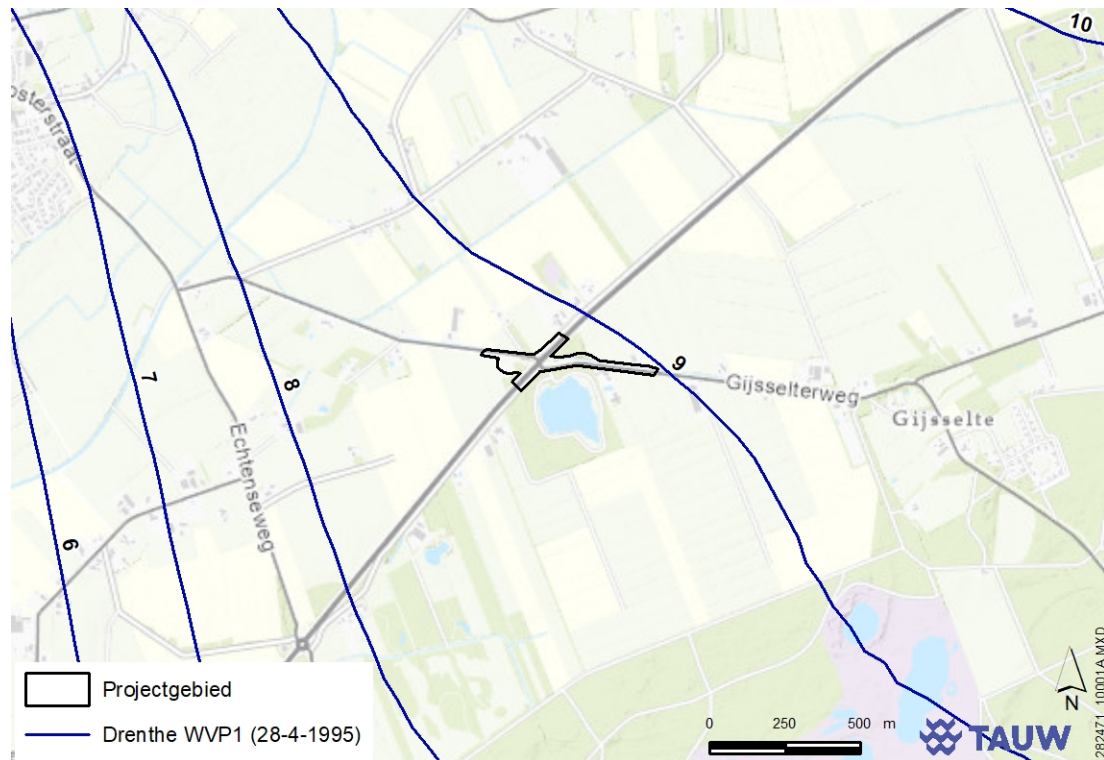 10
osterstraat
7
8
9
Gijsselterweg
Gijsselte
Echtenseweg
6
Projectgebied
Drenthe WVP1 (28-4-1995)
0 250 500 m
N
TAUW
282471_10001A.MXD